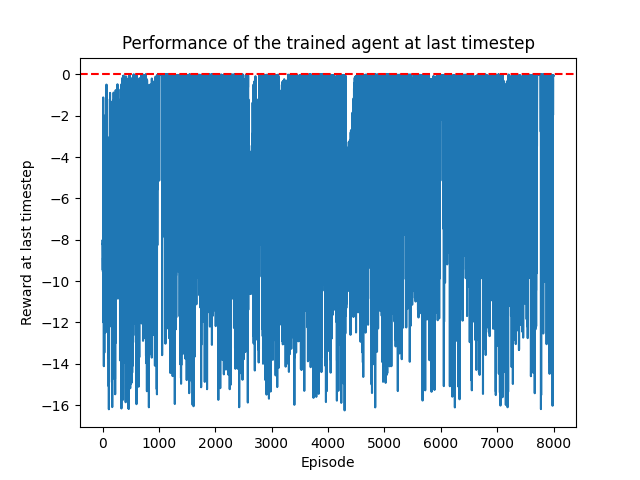 Performance of the trained agent at last timestep
0
−2
−4
−6
−8
−10
−12
−14
−16
Reward at last timestep
0 1000 2000 3000 4000 5000 6000 7000 8000
Episode